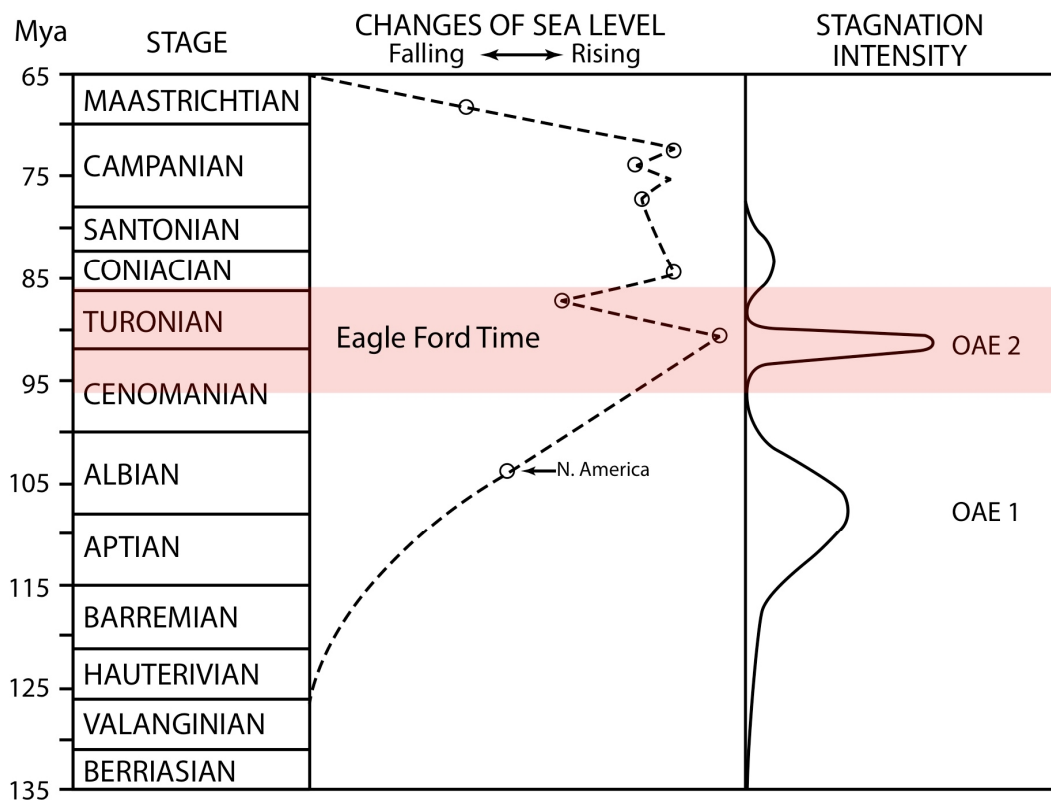 Mya
STAGE
CHANGES OF SEA LEVEL
Falling
Rising
STAGNATION
INTENSITY
65
MAASTRICHTIAN
CAMPANIAN
75
SANTONIAN
CONIACIAN
85
TURONIAN
Eagle Ford Time
OAE 2
95
CENOMANIAN
ALBIAN
N. America
105
OAE 1
APTIAN
115
BARREMIAN
HAUTERIVIAN
125
VALANGINIAN
BERRIASIAN
135